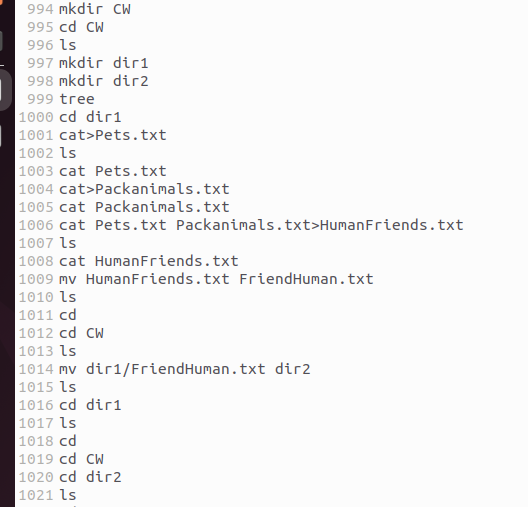 994 mkdir CW
995 cd CW
996 ls
997 mkdir dir1
998 mkdir dir2
999 tree
1000 cd dir1
1001 cat>Pets.txt
1002 ls
1003 cat Pets.txt
1004 cat>Packanimals.txt
1005 cat Packanimals.txt
1006 cat Pets.txt Packanimals.txt>HumanFriends.txt
1007 ls
1008 cat HumanFriends.txt
1009 mv HumanFriends.txt FriendHuman.txt
1010 ls
1011 cd
1012 cd CW
1013 ls
1014 mv dir1/FriendHuman.txt dir2
1015 ls
1016 cd dir1
1017 ls
1018 cd
1019 cd CW
1020 cd dir2
1021 ls